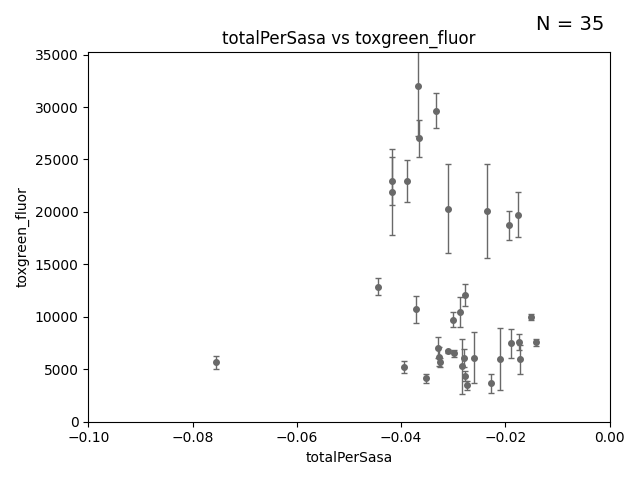 N = 35
totalPerSasa vs toxgreen_fluor
35000
30000
25000
20000
15000
10000
5000
0
toxgreen_fluor
−0.10 −0.08 −0.06 −0.04 −0.02 0.00
totalPerSasa